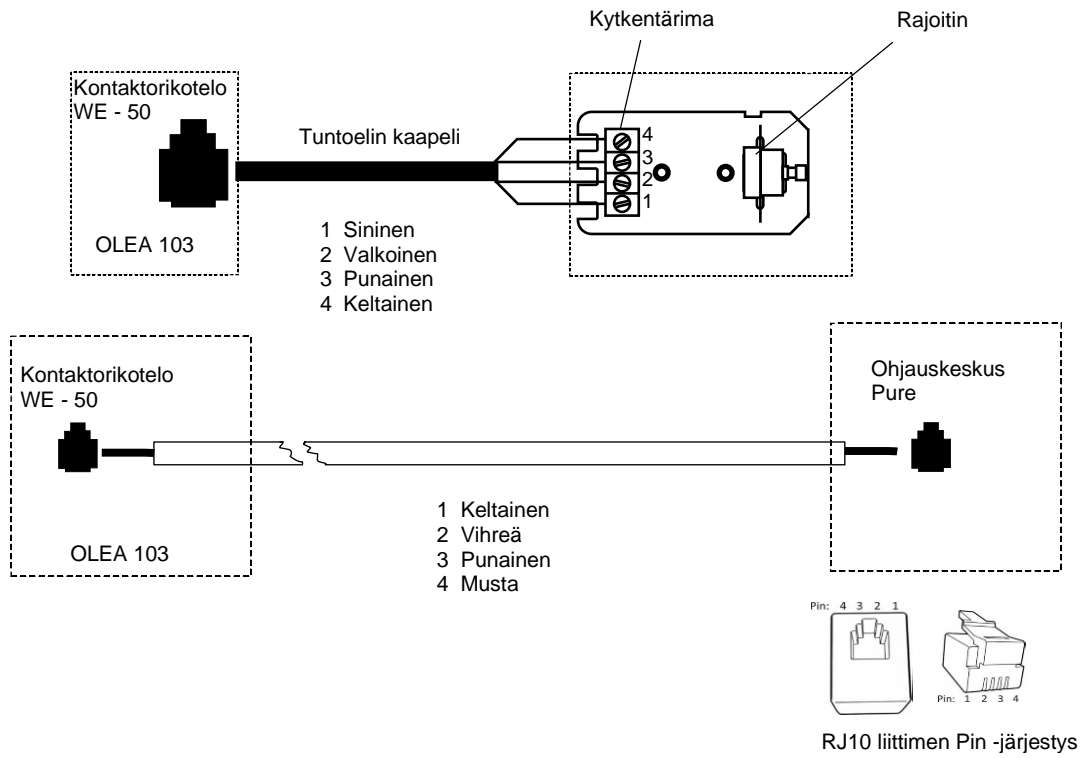 Kytkentärima
Rajoitin
Kontaktorikotelo
WE - 50
Tuntoelin kaapeli
4
3
2
1
OLEA 103
1 Sininen
2 Valkoinen
3 Punainen
4 Keltainen
Kontaktorikotelo
WE - 50
Ohjauskeskus
Pure
OLEA 103
1 Keltainen
2 Vihreä
3 Punainen
4 Musta
Pin: 4 3 2 1
Pin: 1 2 3 4
RJ10 liittimen Pin -järjestys